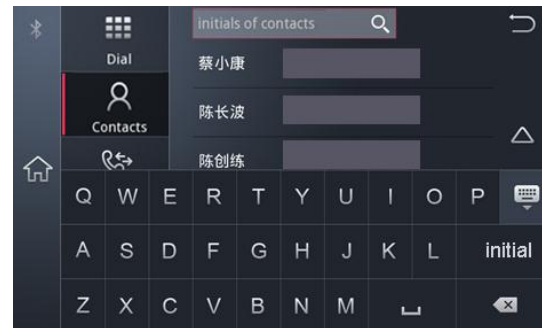 initials of contacts
Dial
蔡小康
Contacts
陈长波
陈创练
Q W E R T Y U I O P
A S D F G H J K L initial
Z X C V B N M